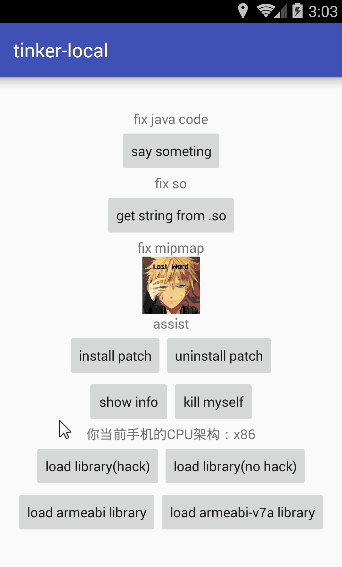 3:03
tinker-local
fix java code
say someting
fix so
get string from .so
fix mipmap
Last Word
assist
install patch uninstall patch
show info kill myself
你当前手机的CPU架构：x86
load library(hack) load library(no hack)
load armeabi library load armeabi-v7a library